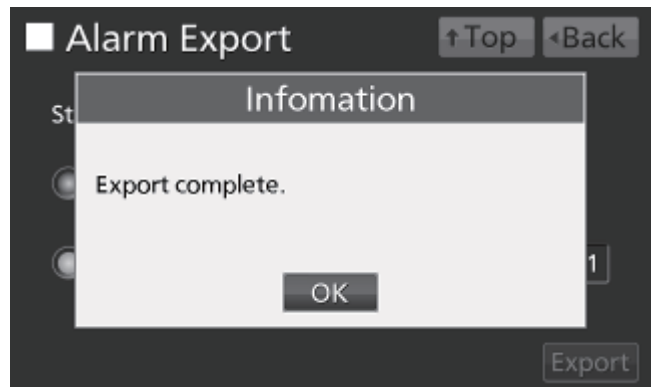 Alarm Export
↑Top
◂Back
St
Infomation
Export complete.
1
OK
Export